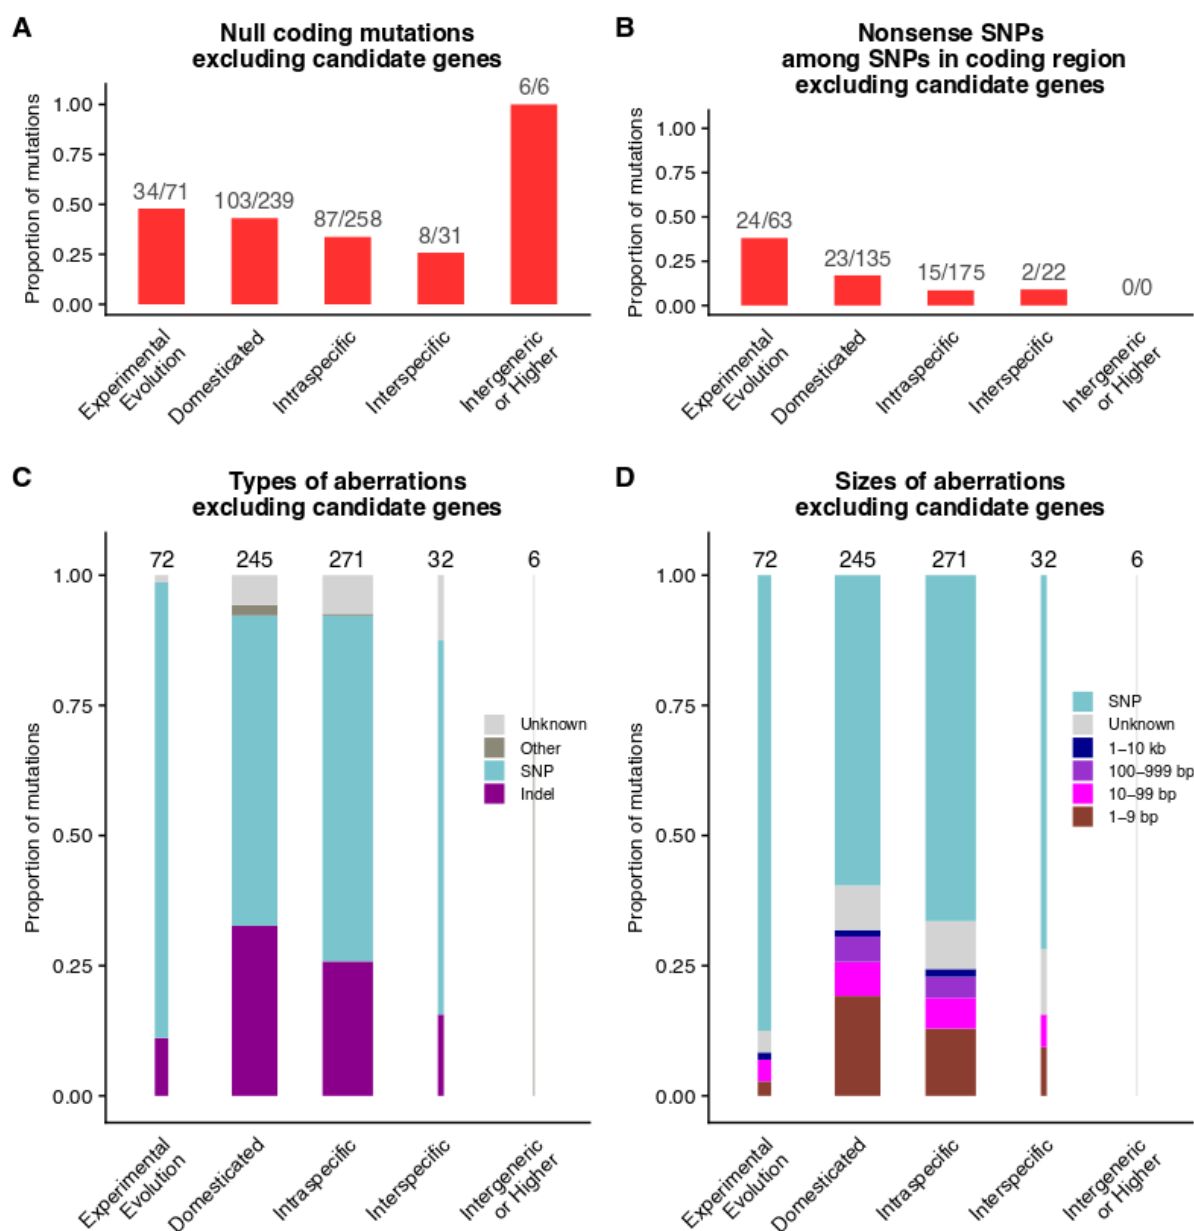 A
Null coding mutations
excluding candidate genes
Proportion of mutations
1.00
0.75
0.50
0.25
0.00
34/71
103/239
87/258
8/31
6/6
Experimental
Evolution
Domesticated
Intraspecific
Interspecific
Intergeneric
or Higher
B
Nonsense SNPs
among SNPs in coding region
excluding candidate genes
Proportion of mutations
1.00
0.75
0.50
0.25
0.00
24/63
23/135
15/175
2/22
0/0
Experimental
Evolution
Domesticated
Intraspecific
Interspecific
Intergeneric
or Higher
C
Types of aberrations
excluding candidate genes
Proportion of mutations
1.00
0.75
0.50
0.25
0.00
72
245
271
32
6
Unknown
Other
SNP
Indel
Experimental
Evolution
Domesticated
Intraspecific
Interspecific
Intergeneric
or Higher
D
Sizes of aberrations
excluding candidate genes
Proportion of mutations
1.00
0.75
0.50
0.25
0.00
72
245
271
32
6
SNP
Unknown
1–10 kb
100–999 bp
10–99 bp
1–9 bp
Experimental
Evolution
Domesticated
Intraspecific
Interspecific
Intergeneric
or Higher